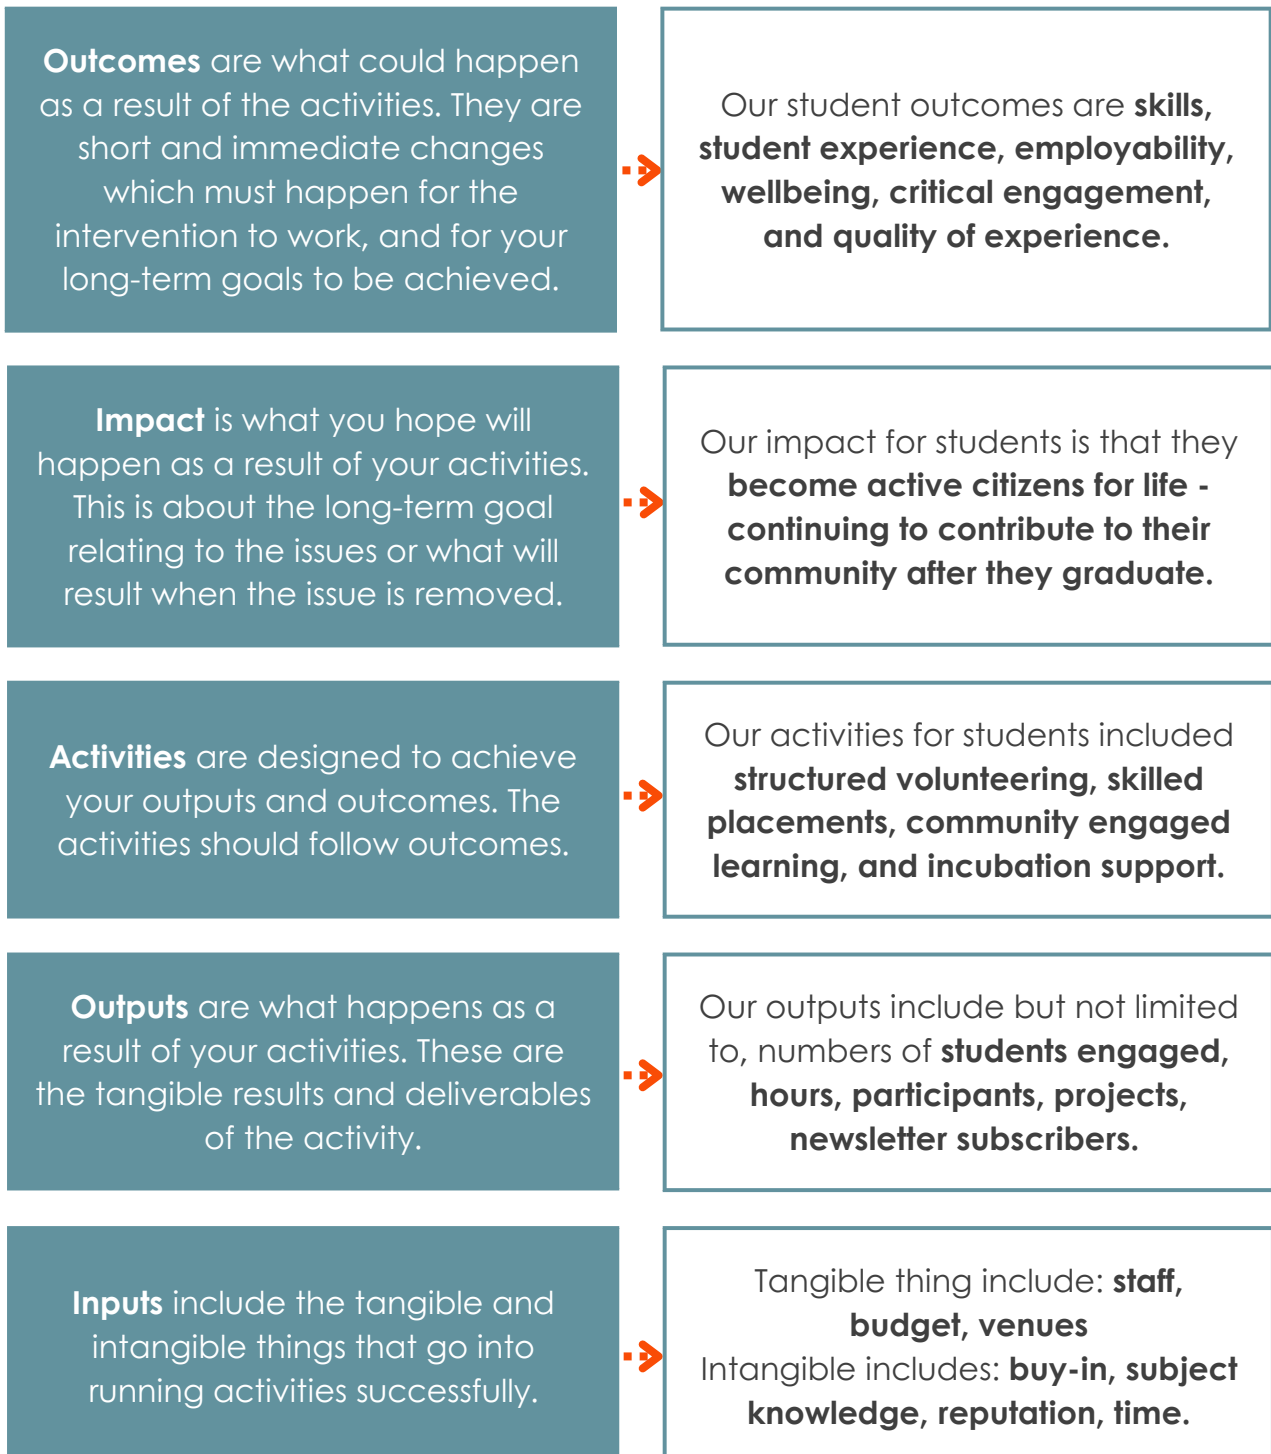 Outcomes are what could happen
as a result of the activities. They are
short and immediate changes
which must happen for the
intervention to work, and for your
long-term goals to be achieved.
Our student outcomes are skills,
student experience, employability,
wellbeing, critical engagement,
and quality of experience.
Impact is what you hope will
happen as a result of your activities.
This is about the long-term goal
relating to the issues or what will
result when the issue is removed.
Our impact for students is that they
become active citizens for life -
continuing to contribute to their
community after they graduate.
Activities are designed to achieve
your outputs and outcomes. The
activities should follow outcomes.
Our activities for students included
structured volunteering, skilled
placements, community engaged
learning, and incubation support.
Outputs are what happens as a
result of your activities. These are
the tangible results and deliverables
of the activity.
Our outputs include but not limited
to, numbers of students engaged,
hours, participants, projects,
newsletter subscribers.
Inputs include the tangible and
intangible things that go into
running activities successfully.
Tangible thing include: staff,
budget, venues
Intangible includes: buy-in, subject
knowledge, reputation, time.